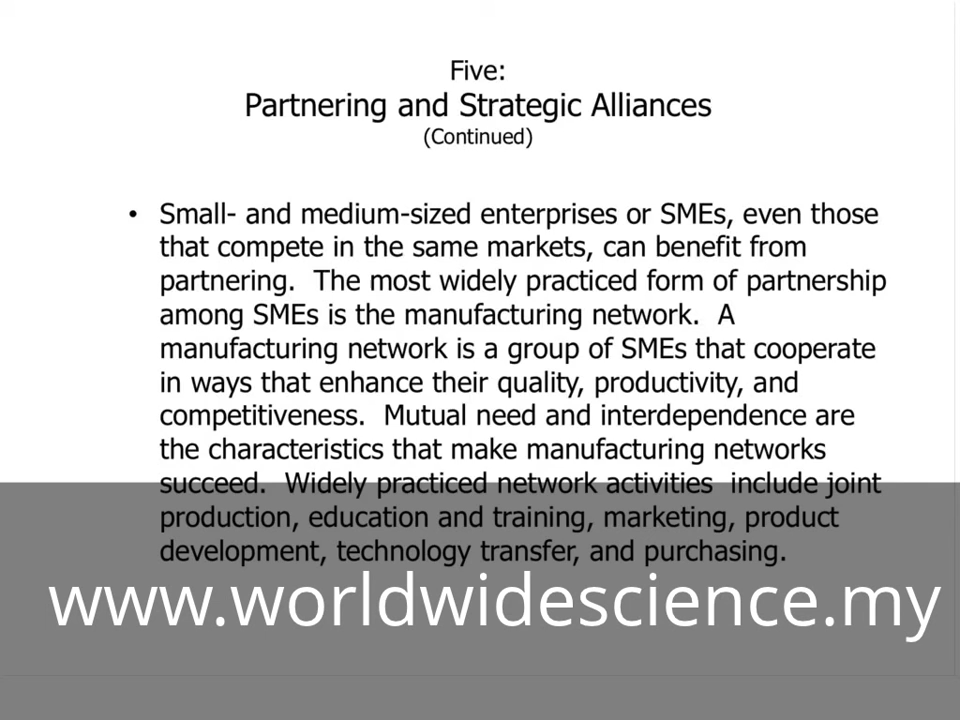 Five:
Partnering and Strategic Alliances
(Continued)
• Small- and medium-sized enterprises or SMEs, even those
that compete in the same markets, can benefit from
partnering.  The most widely practiced form of partnership
among SMEs is the manufacturing network.  A
manufacturing network is a group of SMEs that cooperate
in ways that enhance their quality, productivity, and
competitiveness.  Mutual need and interdependence are
the characteristics that make manufacturing networks
succeed.  Widely practiced network activities  include joint
production, education and training, marketing, product
development, technology transfer, and purchasing.
www.worldwidescience.my